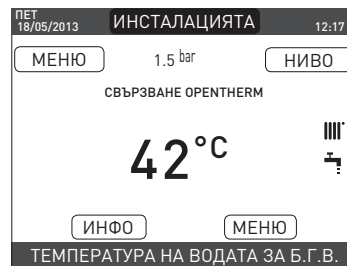 ПЕТ
18/05/2013 ИНСТАЛАЦИЯТА 12:17
МЕНЮ 1.5 bar НИВО
СВЪРЗВАНЕ OPENTHERM
42°C
ИНФО МЕНЮ
ТЕМПЕРАТУРА НА ВОДАТА ЗА Б.Г.В.